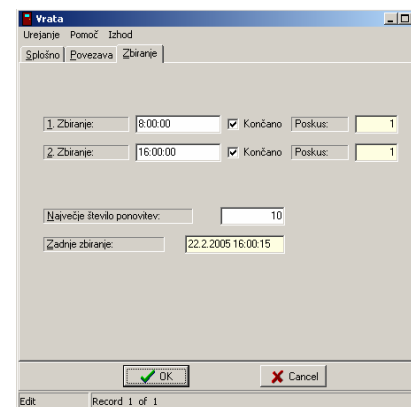 Vrata
Urejanje Pomoč Izhod
Splošno Povezava Zbiranje
1. Zbiranje: 8:00:00 Končano Poskus: 1
2. Zbiranje: 16:00:00 Končano Poskus: 1
Največje število ponovitev: 10
Zadnje zbiranje: 22.2.2005 16:00:15
OK Cancel
Edit Record 1 of 1